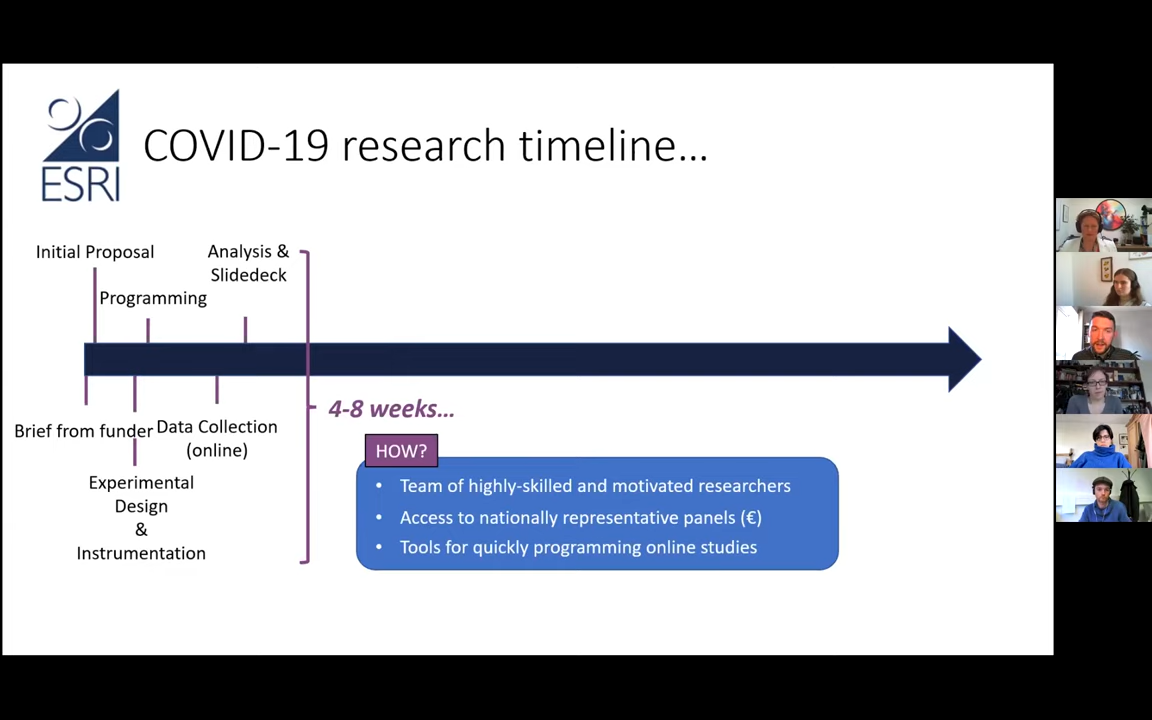 ESRI
COVID-19 research timeline...
Initial Proposal
Analysis &
Slidedeck
Programming
4-8 weeks...
Brief from funder
Data Collection
(online)
Experimental
Design
&
Instrumentation
HOW?
• Team of highly-skilled and motivated researchers
• Access to nationally representative panels (€)
• Tools for quickly programming online studies